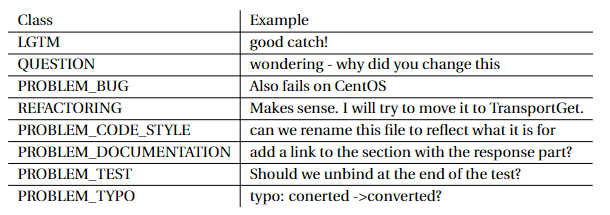 Class Example
LGTM good catch!
QUESTION wondering - why did you change this
PROBLEM_BUG Also fails on CentOS
REFACTORING Makes sense. I will try to move it to TransportGet.
PROBLEM_CODE_STYLE can we rename this file to reflect what it is for
PROBLEM_DOCUMENTATION add a link to the section with the response part?
PROBLEM_TEST Should we unbind at the end of the test?
PROBLEM_TYPO typo: conerted ->converted?